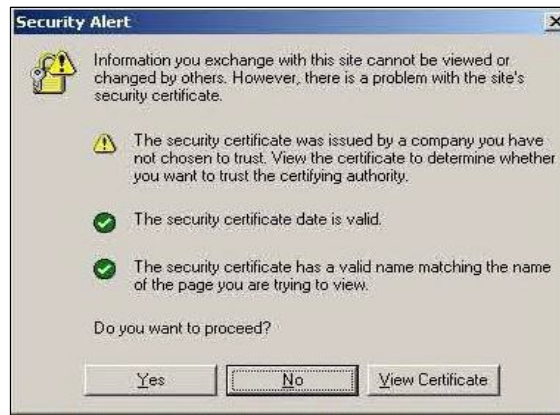 Security Alert
Information you exchange with this site cannot be viewed or
changed by others. However, there is a problem with the site's
security certificate.
The security certificate was issued by a company you have
not chosen to trust. View the certificate to determine whether
you want to trust the certifying authority.
The security certificate date is valid.
The security certificate has a valid name matching the name
of the page you are trying to view.
Do you want to proceed?
Yes No View Certificate